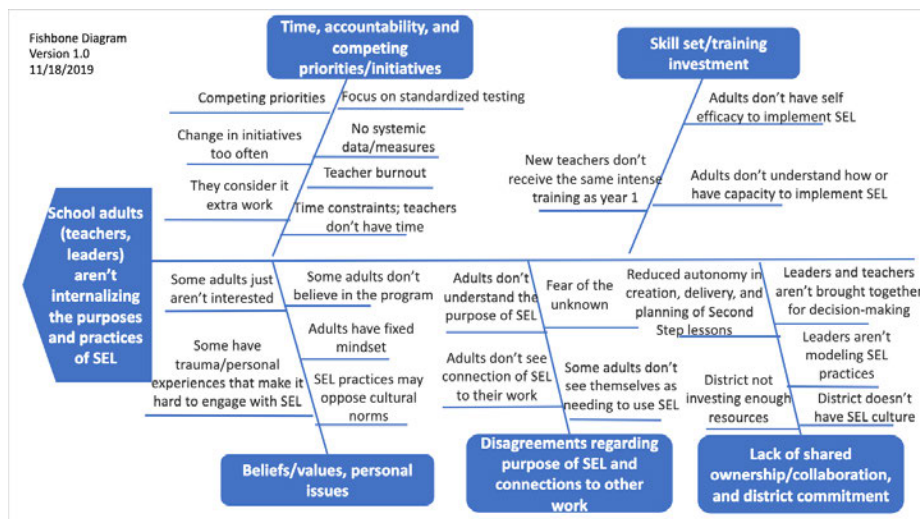 Fishbone Diagram
Version 1.0
11/18/2019
Time, accountability, and
competing
priorities/initiatives
Skill set/training
investment
Competing priorities
Focus on standardized testing
Change in initiatives
too often
No systemic
data/measures
Teacher burnout
They consider it
extra work
Time constraints; teachers
don't have time
Adults don't have self
efficacy to implement SEL
New teachers don't
receive the same intense
training as year 1
Adults don't understand how or
have capacity to implement SEL
School adults
(teachers,
leaders)
aren't
internalizing
the purposes
and practices
of SEL
Some adults just
aren't interested
Some adults don't
believe in the program
Adults have fixed
mindset
Some have
trauma/personal
experiences that make it
hard to engage with SEL
SEL practices may
oppose cultural
norms
Beliefs/values, personal
issues
Adults don't
understand the
purpose of SEL
Fear of the
unknown
Adults don't see
connection of SEL
to their work
Some adults don't
see themselves as
needing to use SEL
Disagreements regarding
purpose of SEL and
connections to other
work
Reduced autonomy in
creation, delivery, and
planning of Second
Step lessons
Leaders and teachers
aren't brought together
for decision-making
Leaders aren't
modeling SEL
practices
District not
investing enough
resources
District doesn't
have SEL culture
Lack of shared
ownership/collaboration,
and district commitment